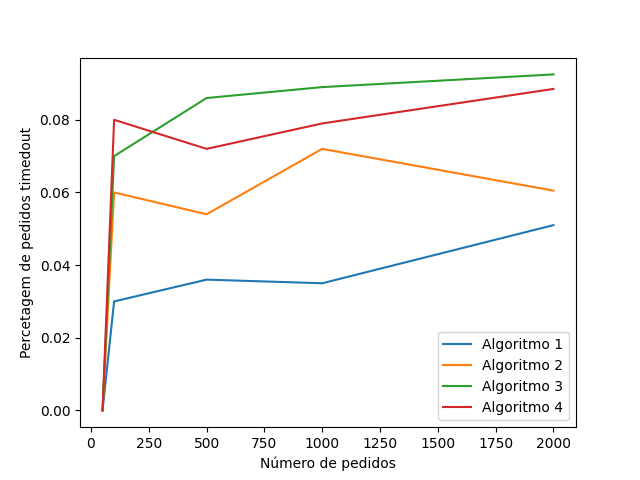 Percetagem de pedidos timedout
0.08
0.06
0.04
0.02
0.00
0
250
500
750
1000
1250
1500
1750
2000
Número de pedidos
Algoritmo 1
Algoritmo 2
Algoritmo 3
Algoritmo 4